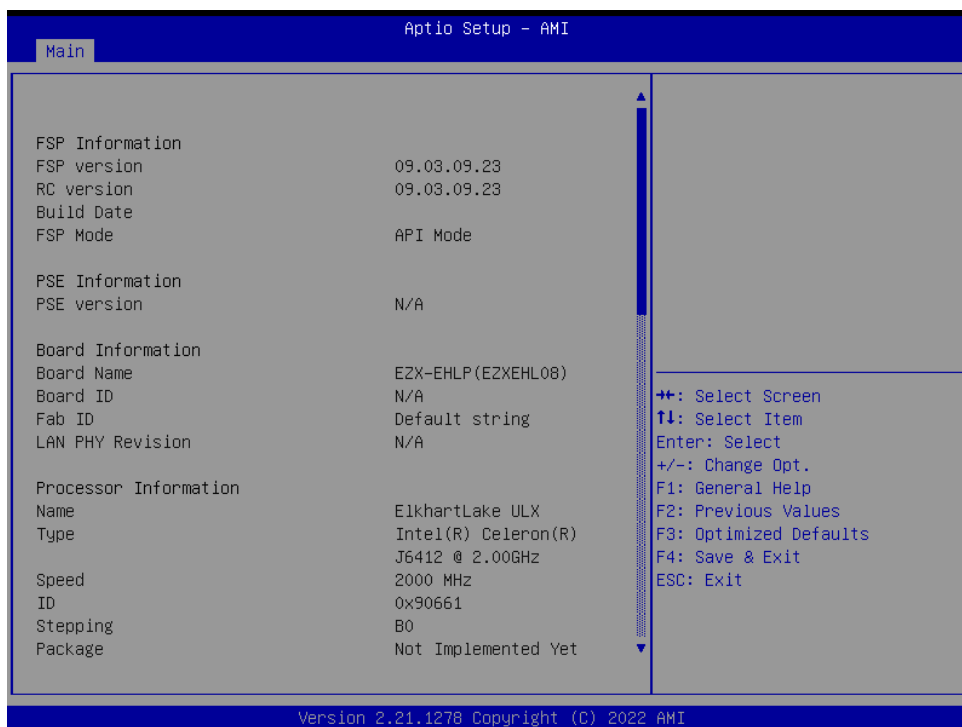 Aptio Setup – AMI
Main
FSP Information
FSP version 09.03.09.23
RC version 09.03.09.23
Build Date
FSP Mode API Mode
PSE Information
PSE version N/A
Board Information
Board Name EZX-EHLP(EZXEHL08)
Board ID N/A
Fab ID Default string
LAN PHY Revision N/A
Processor Information
Name ElkhartLake ULX
Type Intel(R) Celeron(R)
J6412 @ 2.00GHz
Speed 2000 MHz
ID 0x90661
Stepping B0
Package Not Implemented Yet
→←: Select Screen
↑↓: Select Item
Enter: Select
+/-: Change Opt.
F1: General Help
F2: Previous Values
F3: Optimized Defaults
F4: Save & Exit
ESC: Exit
Version 2.21.1278 Copyright (C) 2022 AMI